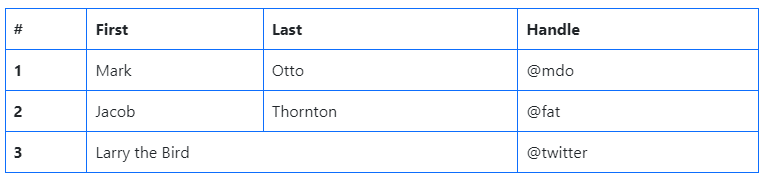 # First Last Handle
1 Mark Otto @mdo
2 Jacob Thornton @fat
3 Larry the Bird @twitter